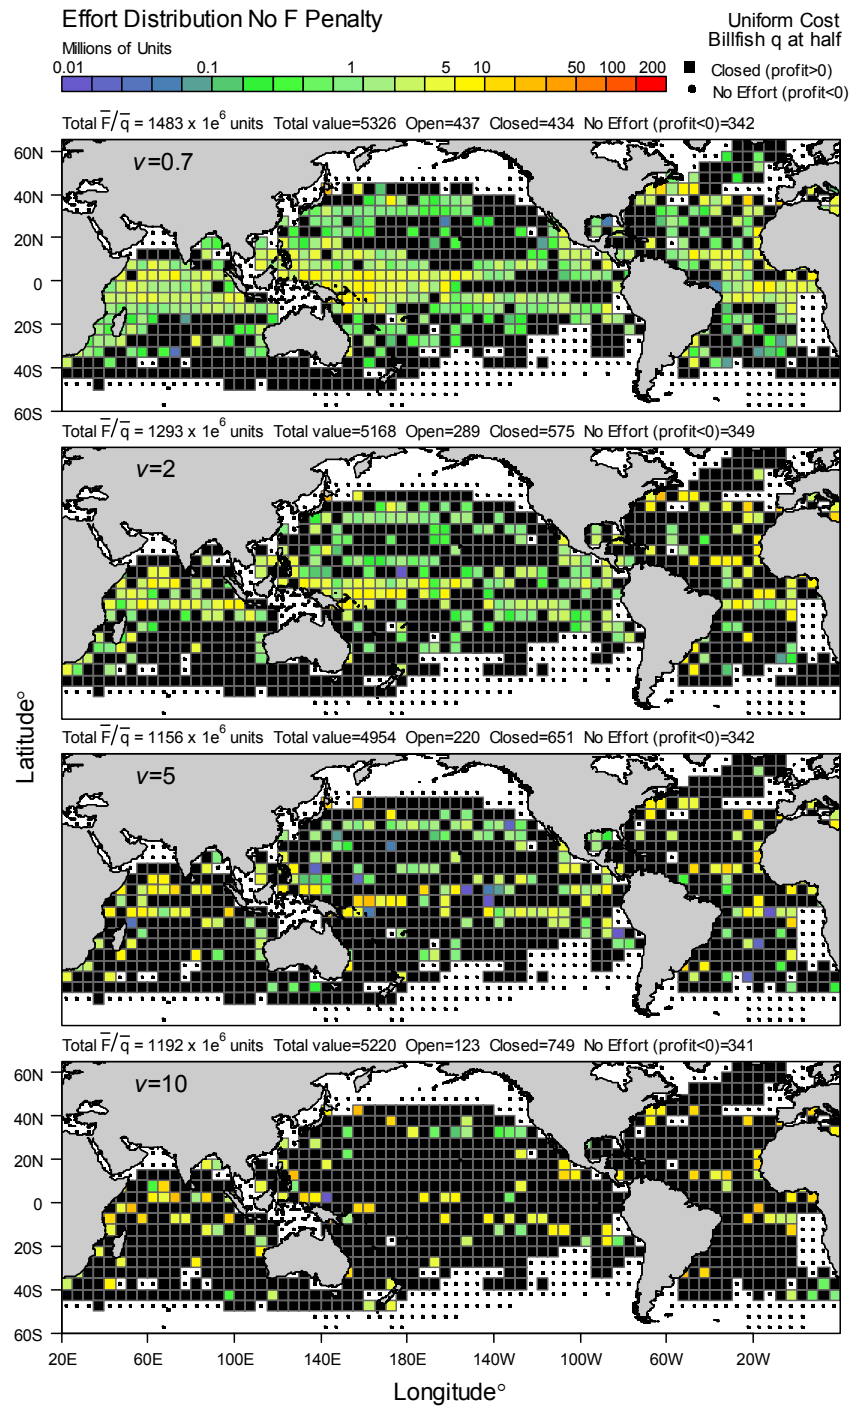 Effort Distribution No F Penalty
Uniform Cost
Billfish q at half
Millions of Units
0.01 0.1 1 5 10 50 100 200
Closed (profit>0)
No Effort (profit<0)
Total F̅/q̅ = 1483 x 1e⁶ units Total value=5326 Open=437 Closed=434 No Effort (profit<0)=342
v=0.7
60N
40N
20N
0
20S
40S
60S
Total F̅/q̅ = 1293 x 1e⁶ units Total value=5168 Open=289 Closed=575 No Effort (profit<0)=349
v=2
Total F̅/q̅ = 1156 x 1e⁶ units Total value=4954 Open=220 Closed=651 No Effort (profit<0)=342
v=5
Latitude°
Total F̅/q̅ = 1192 x 1e⁶ units Total value=5220 Open=123 Closed=749 No Effort (profit<0)=341
v=10
60N
40N
20N
0
20S
40S
60S
20E 60E 100E 140E 180E 140W 100W 60W 20W
Longitude°